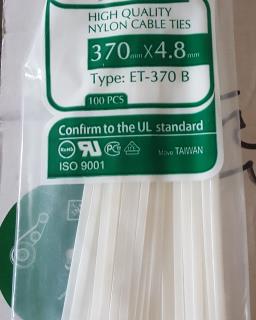 HIGH QUALITY
NYLON CABLE TIES
370mm X 4.8mm
Type: ET-370 B
100 PCS
Confirm to the UL standard
RoHS
ISO 9001
TAIWAN